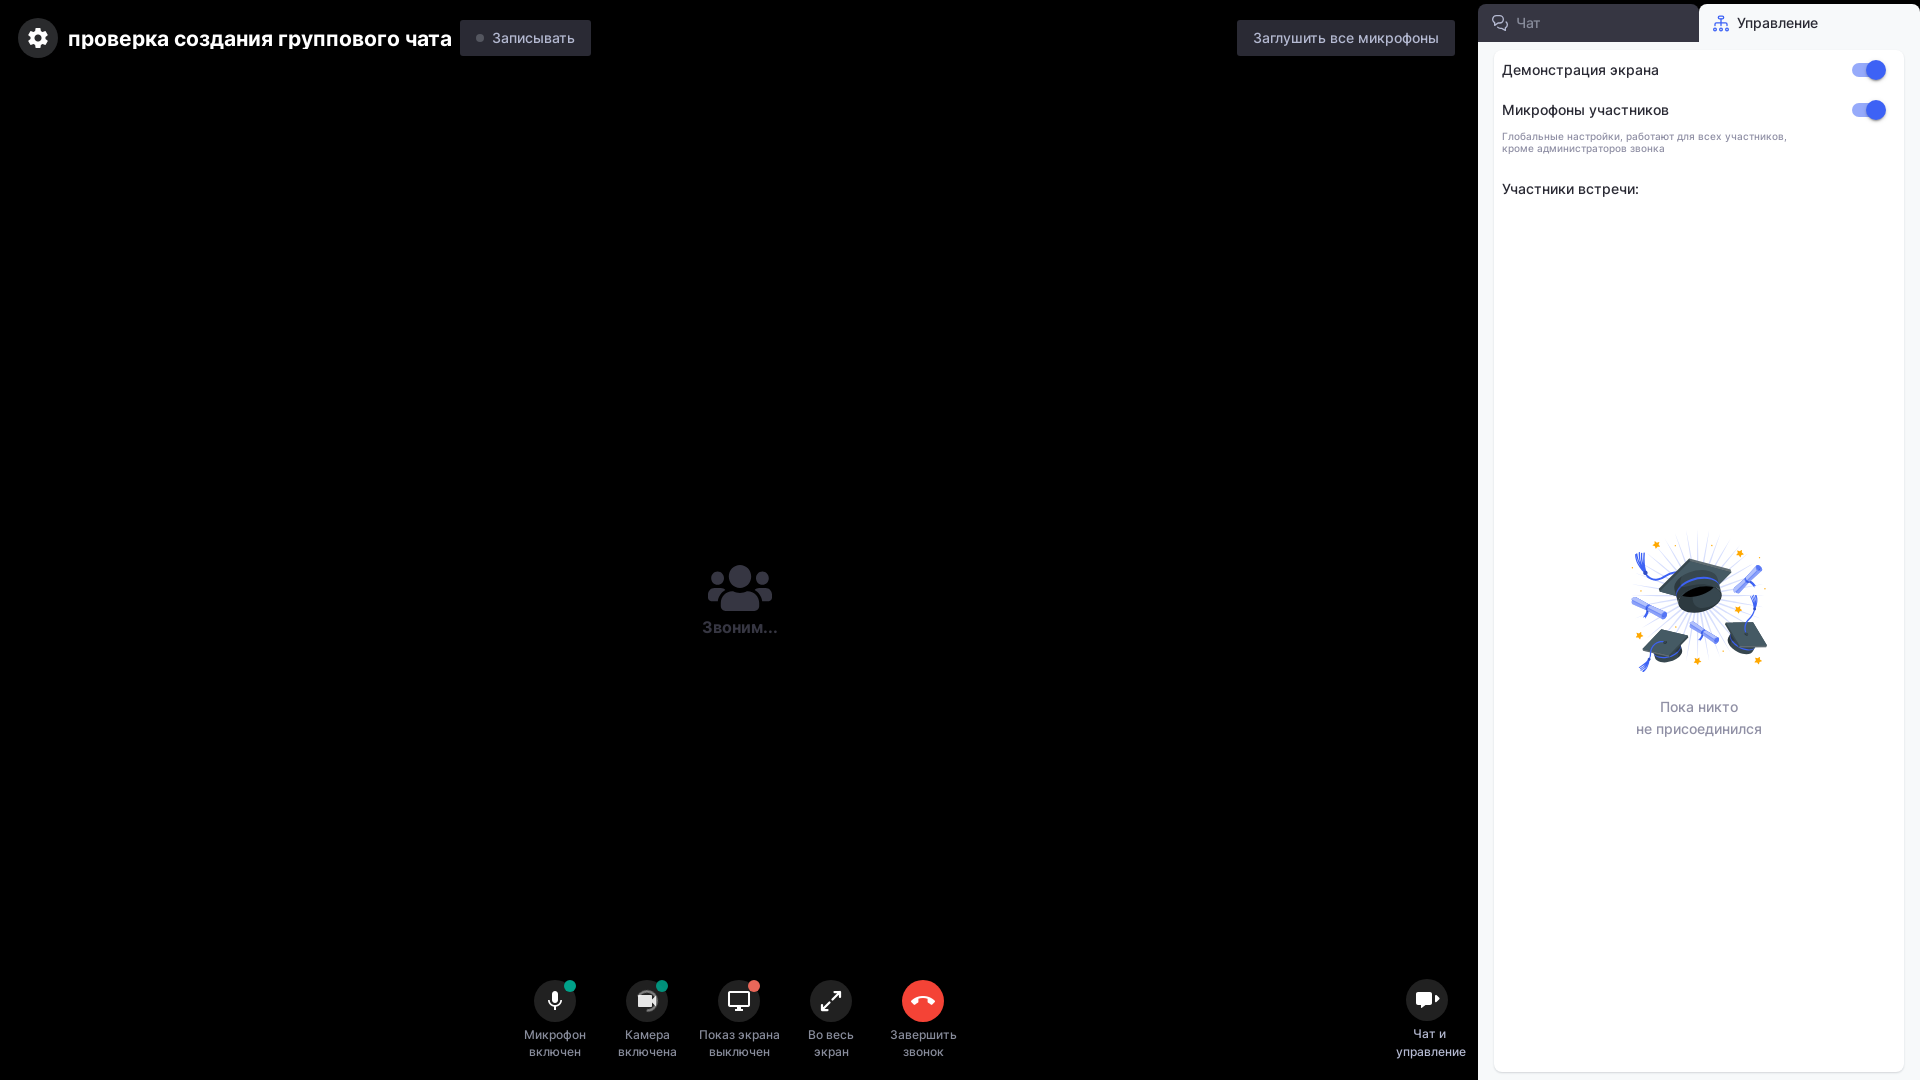 проверка создания группового чата
Записывать
Заглушить все микрофоны
Чат
Управление
Демонстрация экрана
Микрофоны участников
Глобальные настройки, работают для всех участников,
кроме администраторов звонка
Участники встречи:
Звоним...
Пока никто
не присоединился
Микрофон
включен
Камера
включена
Показ экрана
выключен
Во весь
экран
Завершить
звонок
Чат и
управление